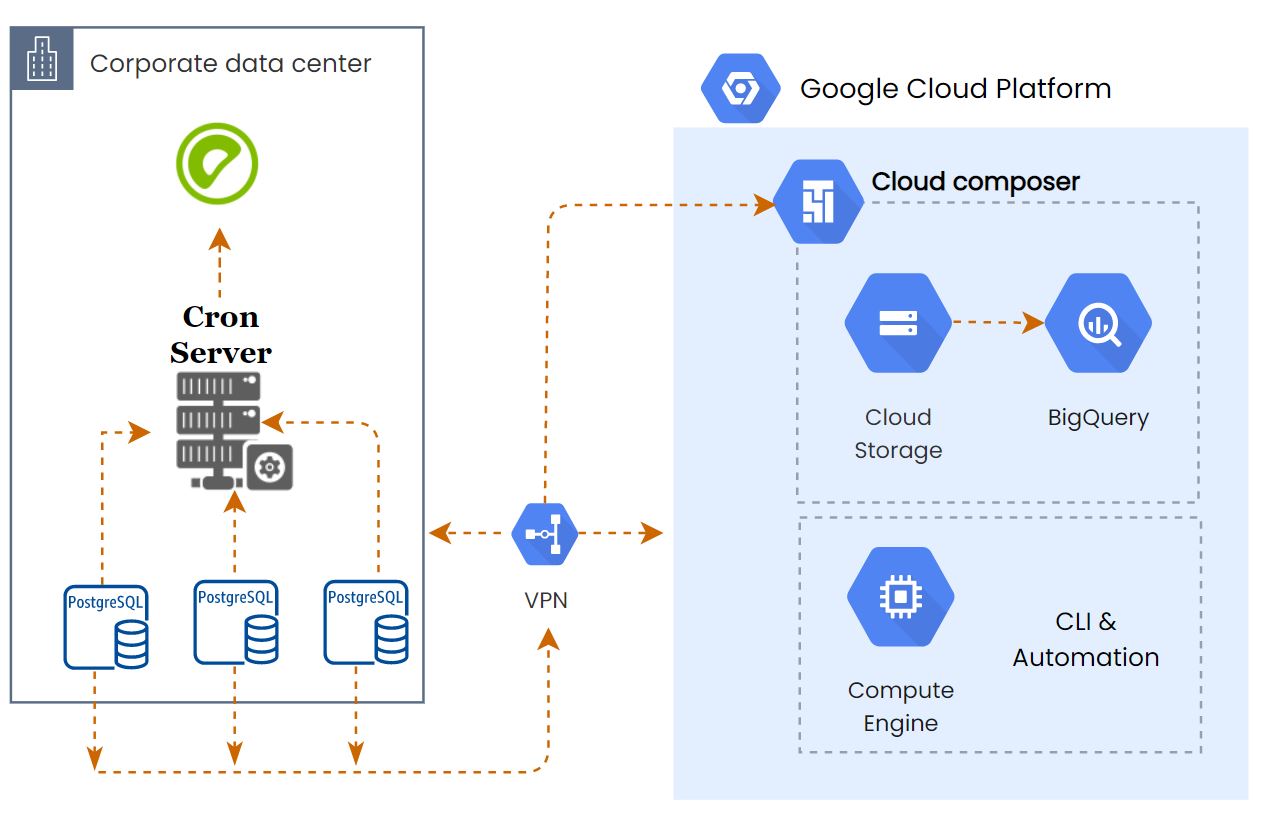 Corporate data center
Google Cloud Platform
Cloud composer
Cron
Server
Cloud
Storage
BigQuery
PostgreSQL
PostgreSQL
PostgreSQL
VPN
CLI &
Automation
Compute
Engine